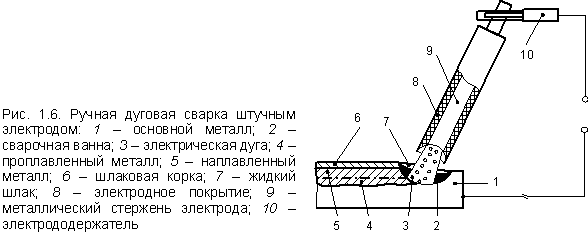 Рис. 1.6. Ручная дуговая сварка штучным
электродом: 1 – основной металл; 2 –
сварочная ванна; 3 – электрическая дуга; 4 –
проплавленный металл; 5 – наплавленный
металл; 6 – шлаковая корка; 7 – жидкий
шлак; 8 – электродное покрытие; 9 –
металлический стержень электрода; 10 –
электрододержатель
10
9
8
7
6
1
5
4
3
2